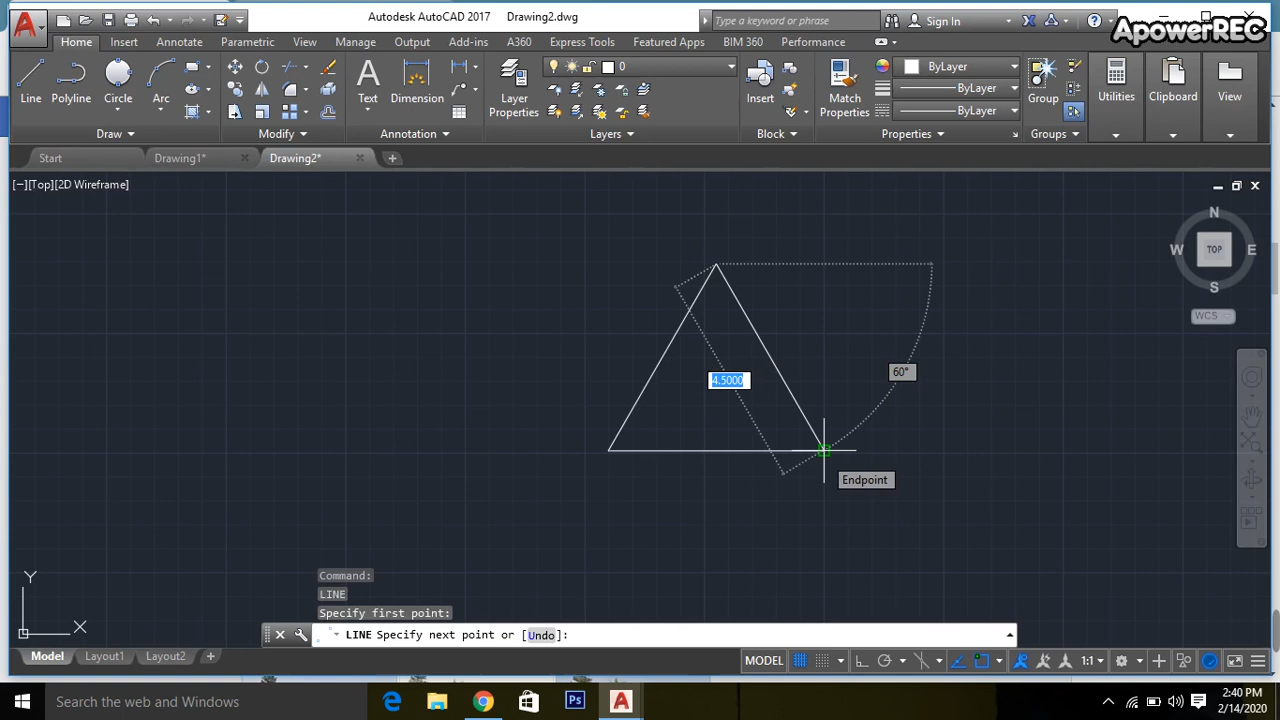 Autodesk AutoCAD 2017 Drawing2.dwg
Type a keyword or phrase
Sign In
ApowerREC
Home Insert Annotate Parametric View Manage Output Add-ins A360 Express Tools Featured Apps BIM 360 Performance
Line Polyline Circle Arc
Text Dimension
Layer Properties
0
Insert
Match Properties
ByLayer
ByLayer
ByLayer
Group
Utilities
Clipboard
View
Draw Modify Annotation Layers Block Properties Groups
Start Drawing1* Drawing2*
[−][Top][2D Wireframe]
N
W TOP E
S
WCS
4.5000
60°
Endpoint
Y
X
Command:
LINE
Specify first point:
LINE Specify next point or [Undo]:
Model Layout1 Layout2
MODEL 1:1
Search the web and Windows
Ps
2:40 PM
2/14/2020